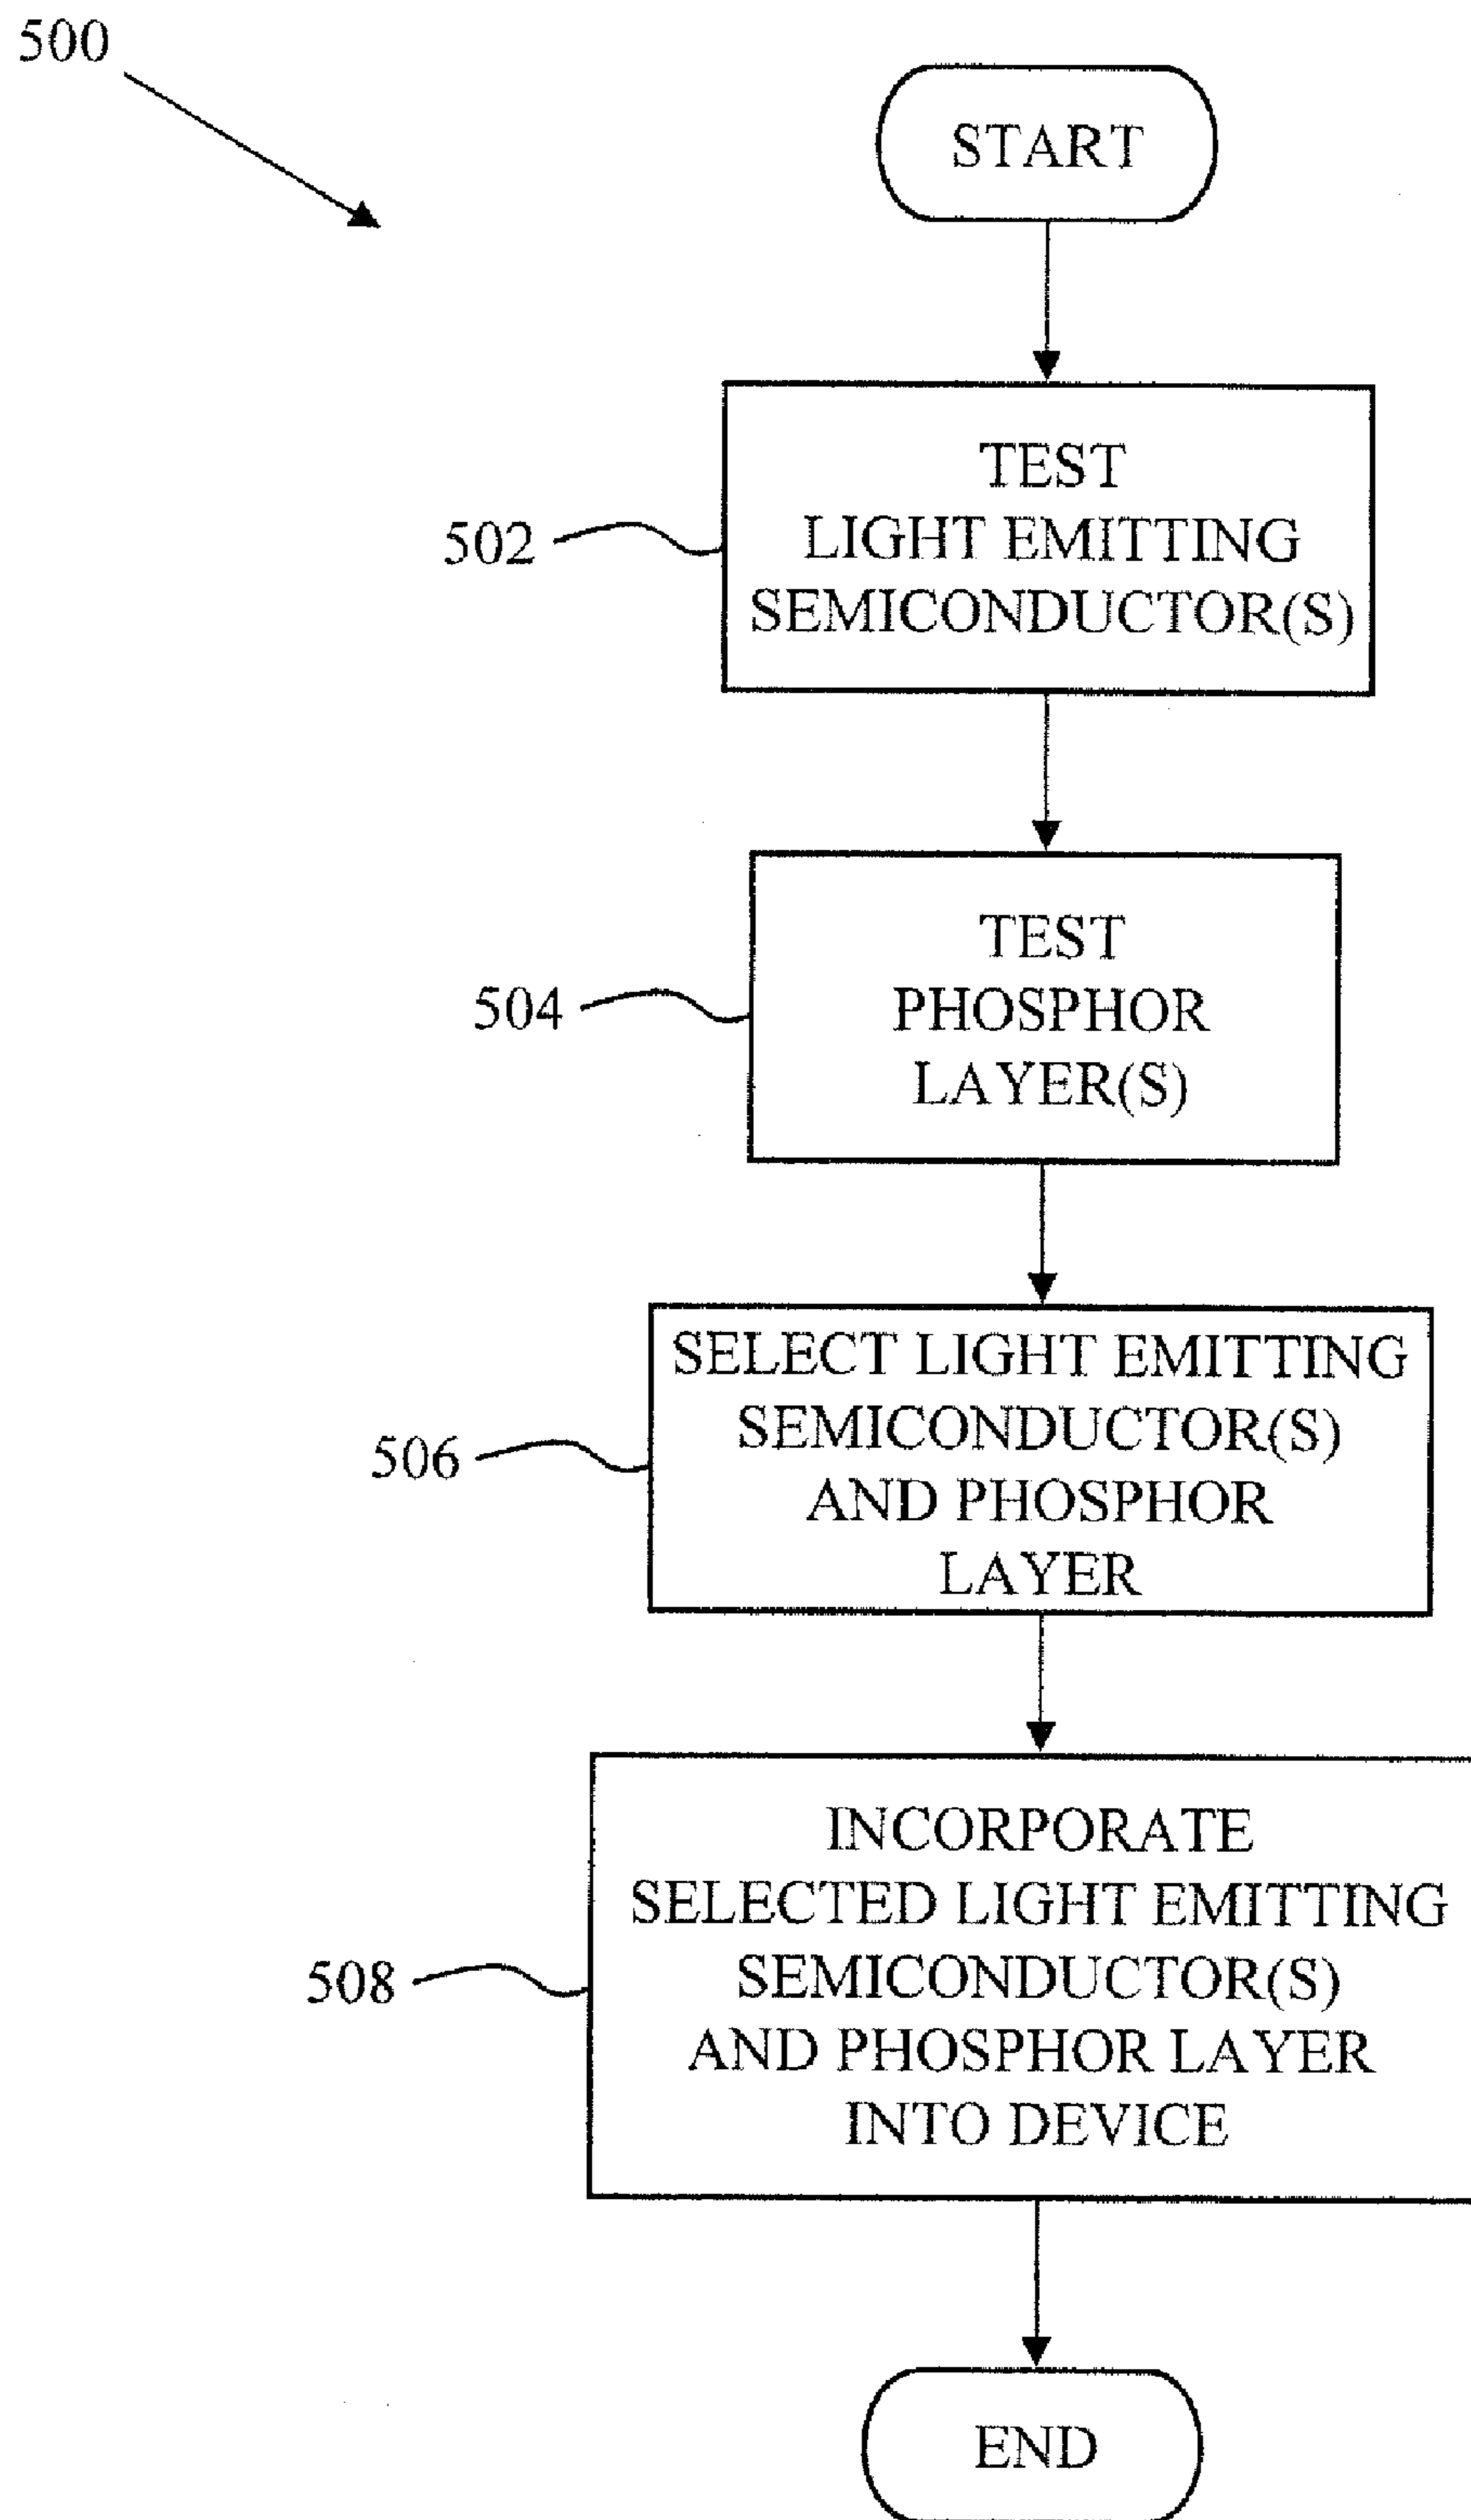 500
START
502
TEST
LIGHT EMITTING
SEMICONDUCTOR(S)
504
TEST
PHOSPHOR
LAYER(S)
506
SELECT LIGHT EMITTING
SEMICONDUCTOR(S)
AND PHOSPHOR
LAYER
508
INCORPORATE
SELECTED LIGHT EMITTING
SEMICONDUCTOR(S)
AND PHOSPHOR LAYER
INTO DEVICE
END